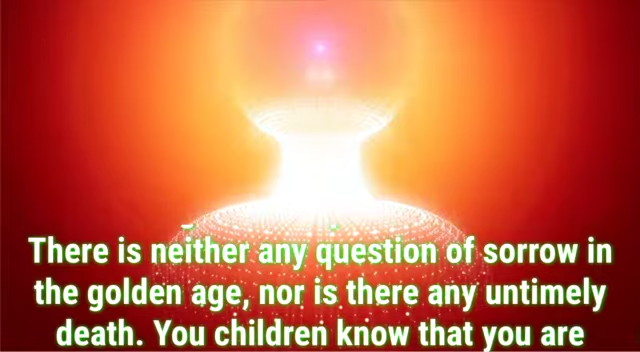 There is neither any question of sorrow in
the golden age, nor is there any untimely
death. You children know that you are